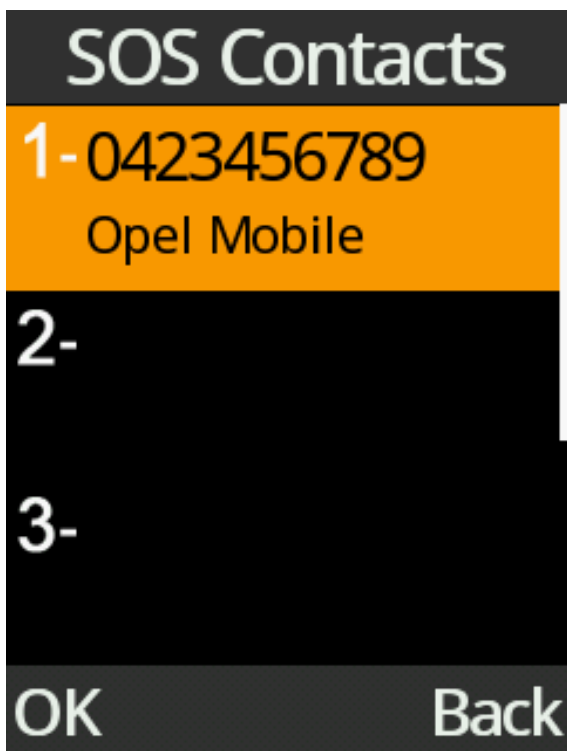 SOS Contacts
1- 0423456789
Opel Mobile
2-
3-
OK Back